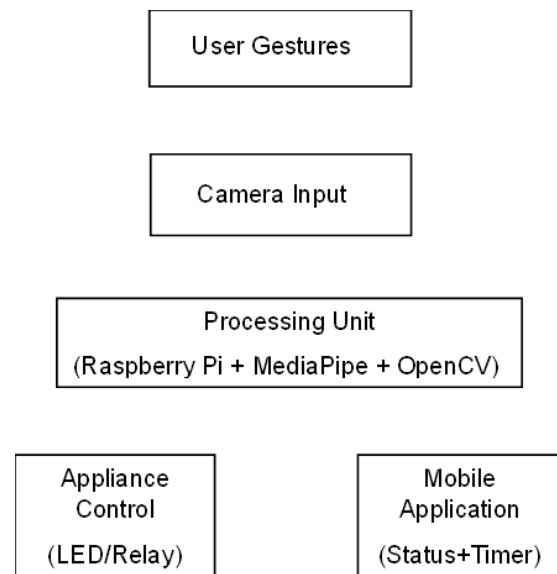 User Gestures
Camera Input
Processing Unit
(Raspberry Pi + MediaPipe + OpenCV)
Appliance
Control
(LED/Relay)
Mobile
Application
(Status+Timer)